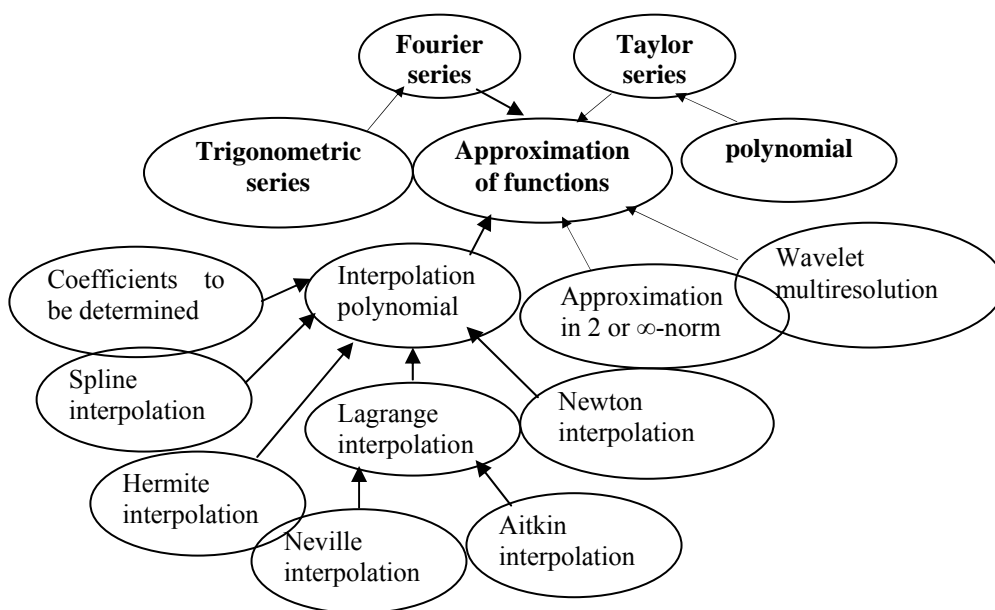 Fourier
series
Taylor
series
Trigonometric
series
Approximation
of functions
polynomial
Coefficients to
be determined
Interpolation
polynomial
Approximation
in 2 or ∞-norm
Wavelet
multiresolution
Spline
interpolation
Lagrange
interpolation
Newton
interpolation
Hermite
interpolation
Neville
interpolation
Aitkin
interpolation